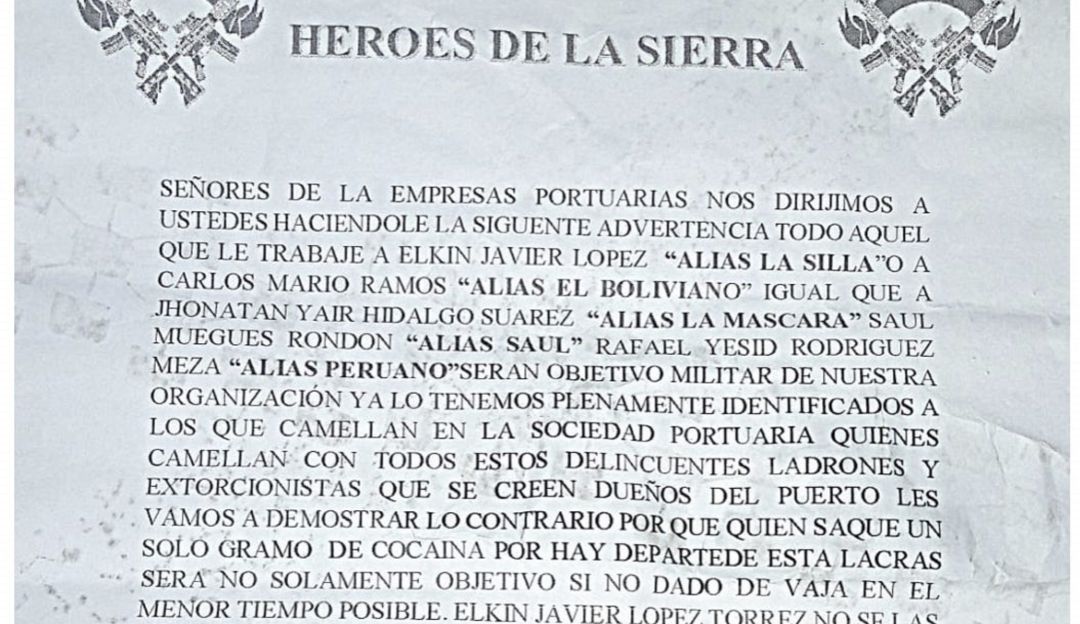 HEROES DE LA SIERRA
SEÑORES DE LA EMPRESAS PORTUARIAS NOS DIRIJIMOS A
USTEDES HACIENDOLE LA SIGUENTE ADVERTENCIA TODO AQUEL
QUE LE TRABAJE A ELKIN JAVIER LOPEZ “ALIAS LA SILLA”O A
CARLOS MARIO RAMOS “ALIAS EL BOLIVIANO” IGUAL QUE A
JHONATAN YAIR HIDALGO SUAREZ “ALIAS LA MASCARA” SAUL
MUEGUES RONDON “ALIAS SAUL” RAFAEL YESID RODRIGUEZ
MEZA “ALIAS PERUANO”SERAN OBJETIVO MILITAR DE NUESTRA
ORGANIZACIÓN YA LO TENEMOS PLENAMENTE IDENTIFICADOS A
LOS QUE CAMELLAN EN LA SOCIEDAD PORTUARIA QUIENES
CAMELLAN CON TODOS ESTOS DELINCUENTES LADRONES Y
EXTORCIONISTAS QUE SE CREEN DUEÑOS DEL PUERTO LES
VAMOS A DEMOSTRAR LO CONTRARIO POR QUE QUIEN SAQUE UN
SOLO GRAMO DE COCAINA POR HAY DEPARTEDE ESTA LACRAS
SERA NO SOLAMENTE OBJETIVO SI NO DADO DE VAJA EN EL
MENOR TIEMPO POSIBLE. ELKIN JAVIER LOPEZ TORREZ NO SE LAS